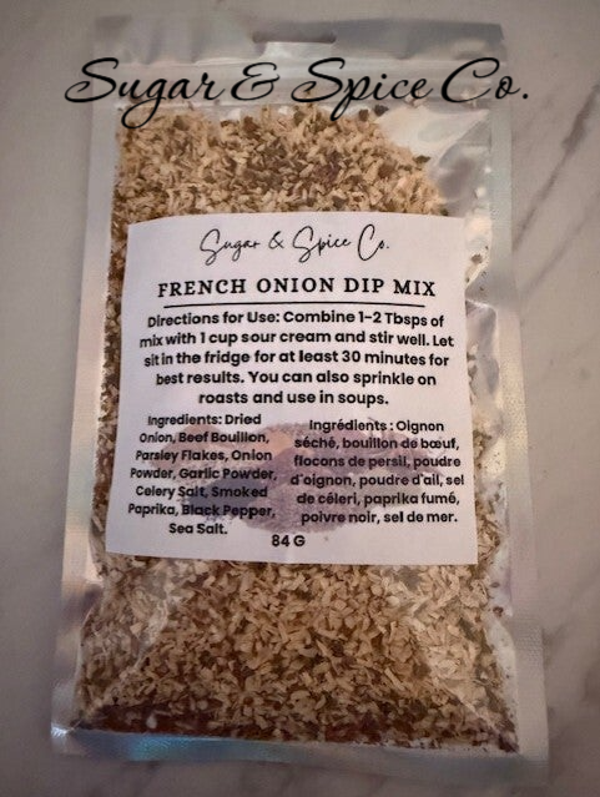 Sugar & Spice Co.
Sugar & Spice Co.
FRENCH ONION DIP MIX
Directions for Use: Combine 1-2 Tbsps of
mix with 1 cup sour cream and stir well. Let
sit in the fridge for at least 30 minutes for
best results. You can also sprinkle on
roasts and use in soups.
Ingredients: Dried
Onion, Beef Bouillon,
Parsley Flakes, Onion
Powder, Garlic Powder,
Celery Salt, Smoked
Paprika, Black Pepper,
Sea Salt.
Ingrédients : Oignon
séché, bouillon de bœuf,
flocons de persil, poudre
d'oignon, poudre d'ail, sel
de céleri, paprika fumé,
poivre noir, sel de mer.
84 G